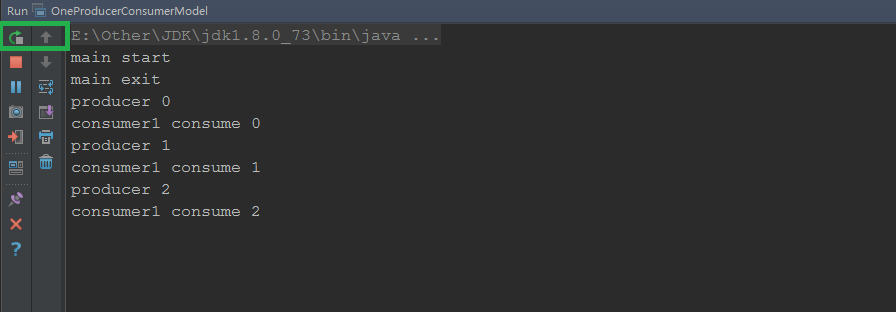 Run OneProducerConsumerModel
E:\Other\JDK\jdk1.8.0_73\bin\java ...
main start
main exit
producer 0
consumer1 consume 0
producer 1
consumer1 consume 1
producer 2
consumer1 consume 2
?